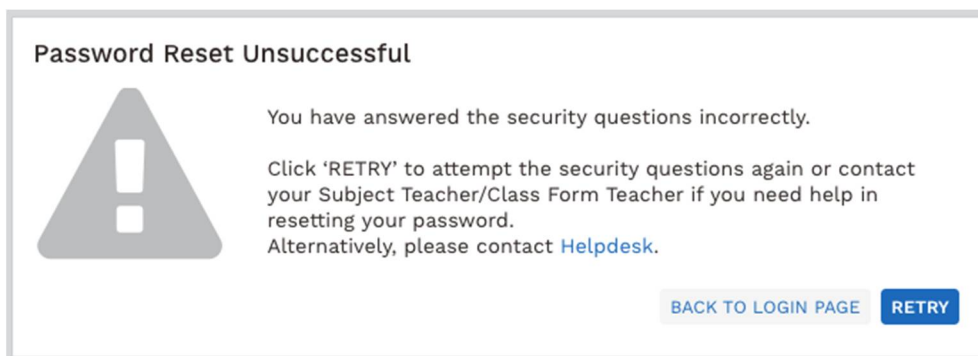 Password Reset Unsuccessful
You have answered the security questions incorrectly.
Click ‘RETRY’ to attempt the security questions again or contact
your Subject Teacher/Class Form Teacher if you need help in
resetting your password.
Alternatively, please contact Helpdesk.
BACK TO LOGIN PAGE RETRY